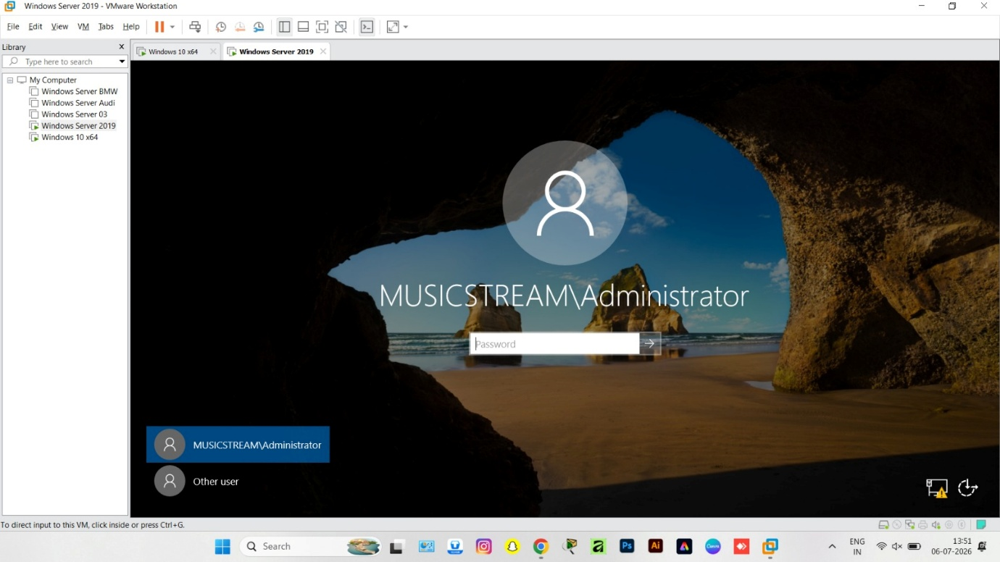 Windows Server 2019 - VMware Workstation
File Edit View VM Tabs Help
Library
Type here to search
My Computer
Windows Server BMW
Windows Server Audi
Windows Server 03
Windows Server 2019
Windows 10 x64
Windows 10 x64
Windows Server 2019
MUSICSTREAM\Administrator
Password
MUSICSTREAM\Administrator
Other user
To direct input to this VM, click inside or press Ctrl+G.
Search
a
Ps
Ai
Canva
ENG
IN
13:51
06-07-2026